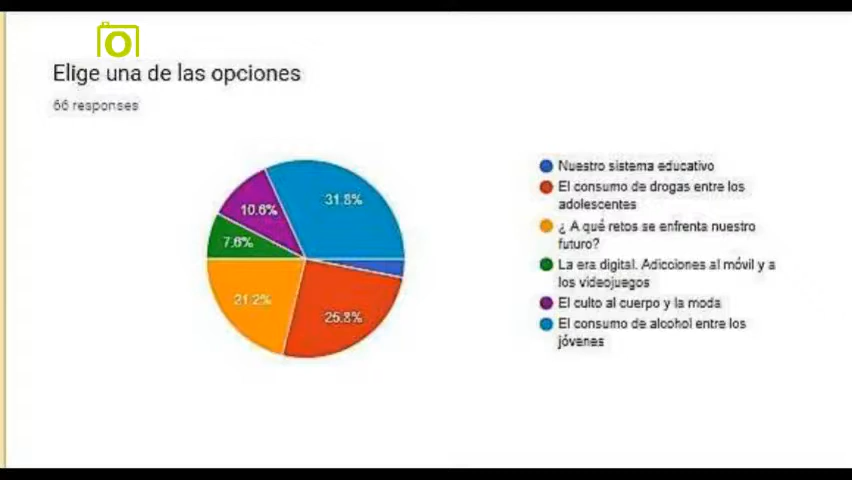 Elige una de las opciones
66 responses
31.8%
10.6%
7.6%
21.2%
25.8%
Nuestro sistema educativo
El consumo de drogas entre los
adolescentes
¿ A qué retos se enfrenta nuestro
futuro?
La era digital. Adicciones al móvil y a
los videojuegos
El culto al cuerpo y la moda
El consumo de alcohol entre los
jóvenes